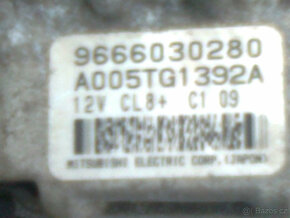 9666030280
A005TG1392A
12V CL8+ C1 09
MITSUBISHI ELECTRIC CORP. (JAPAN)